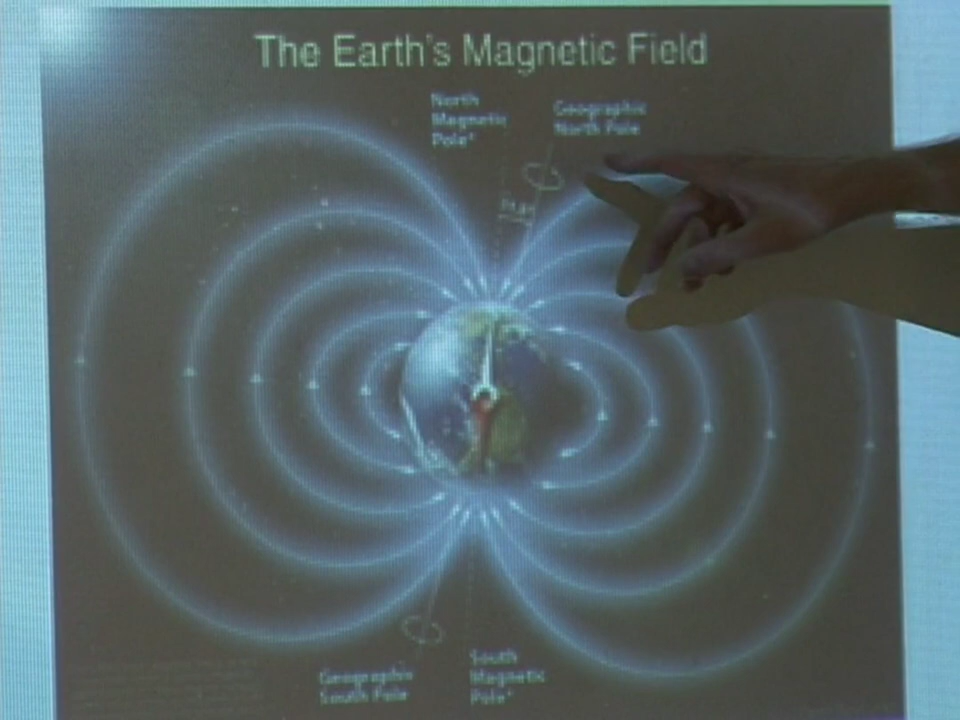 The Earth's Magnetic Field
North
Magnetic
Pole*
Geographic
North Pole
Geographic
South Pole
South
Magnetic
Pole*